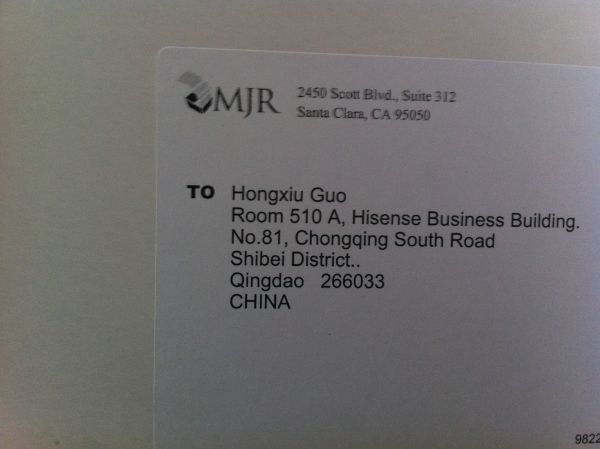 MJR
2450 Scott Blvd., Suite 312
Santa Clara, CA 95050
TO Hongxiu Guo
Room 510 A, Hisense Business Building.
No.81, Chongqing South Road
Shibei District..
Qingdao 266033
CHINA
9822